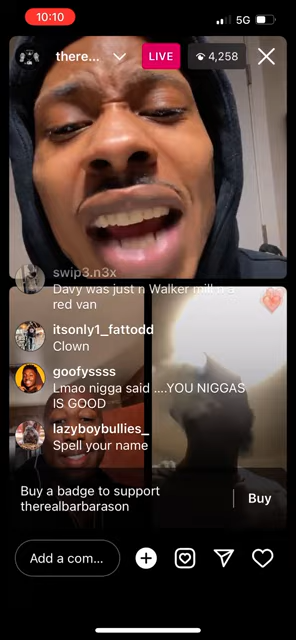 10:10
5G
there...
LIVE
4,258
swip3.n3x
Davy was just n Walker mill n a
red van
itsonly1_fattodd
Clown
goofyssss
Lmao nigga said ....YOU NIGGAS
IS GOOD
lazyboybullies_
Spell your name
Buy a badge to support
therealbarbarason
Buy
Add a com...